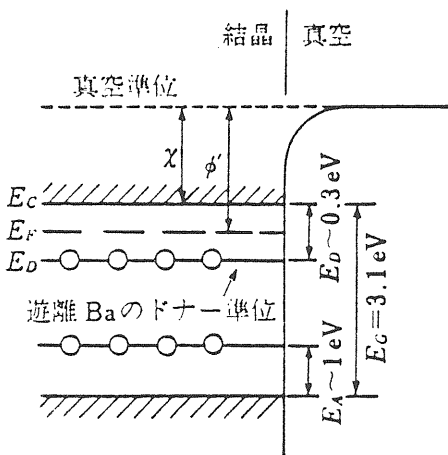 結晶 真空
真空準位
χ
φ'
E_C
E_F
E_D
E_D~0.3eV
遊離Baのドナー準位
E_A~1eV
E_G=3.1eV